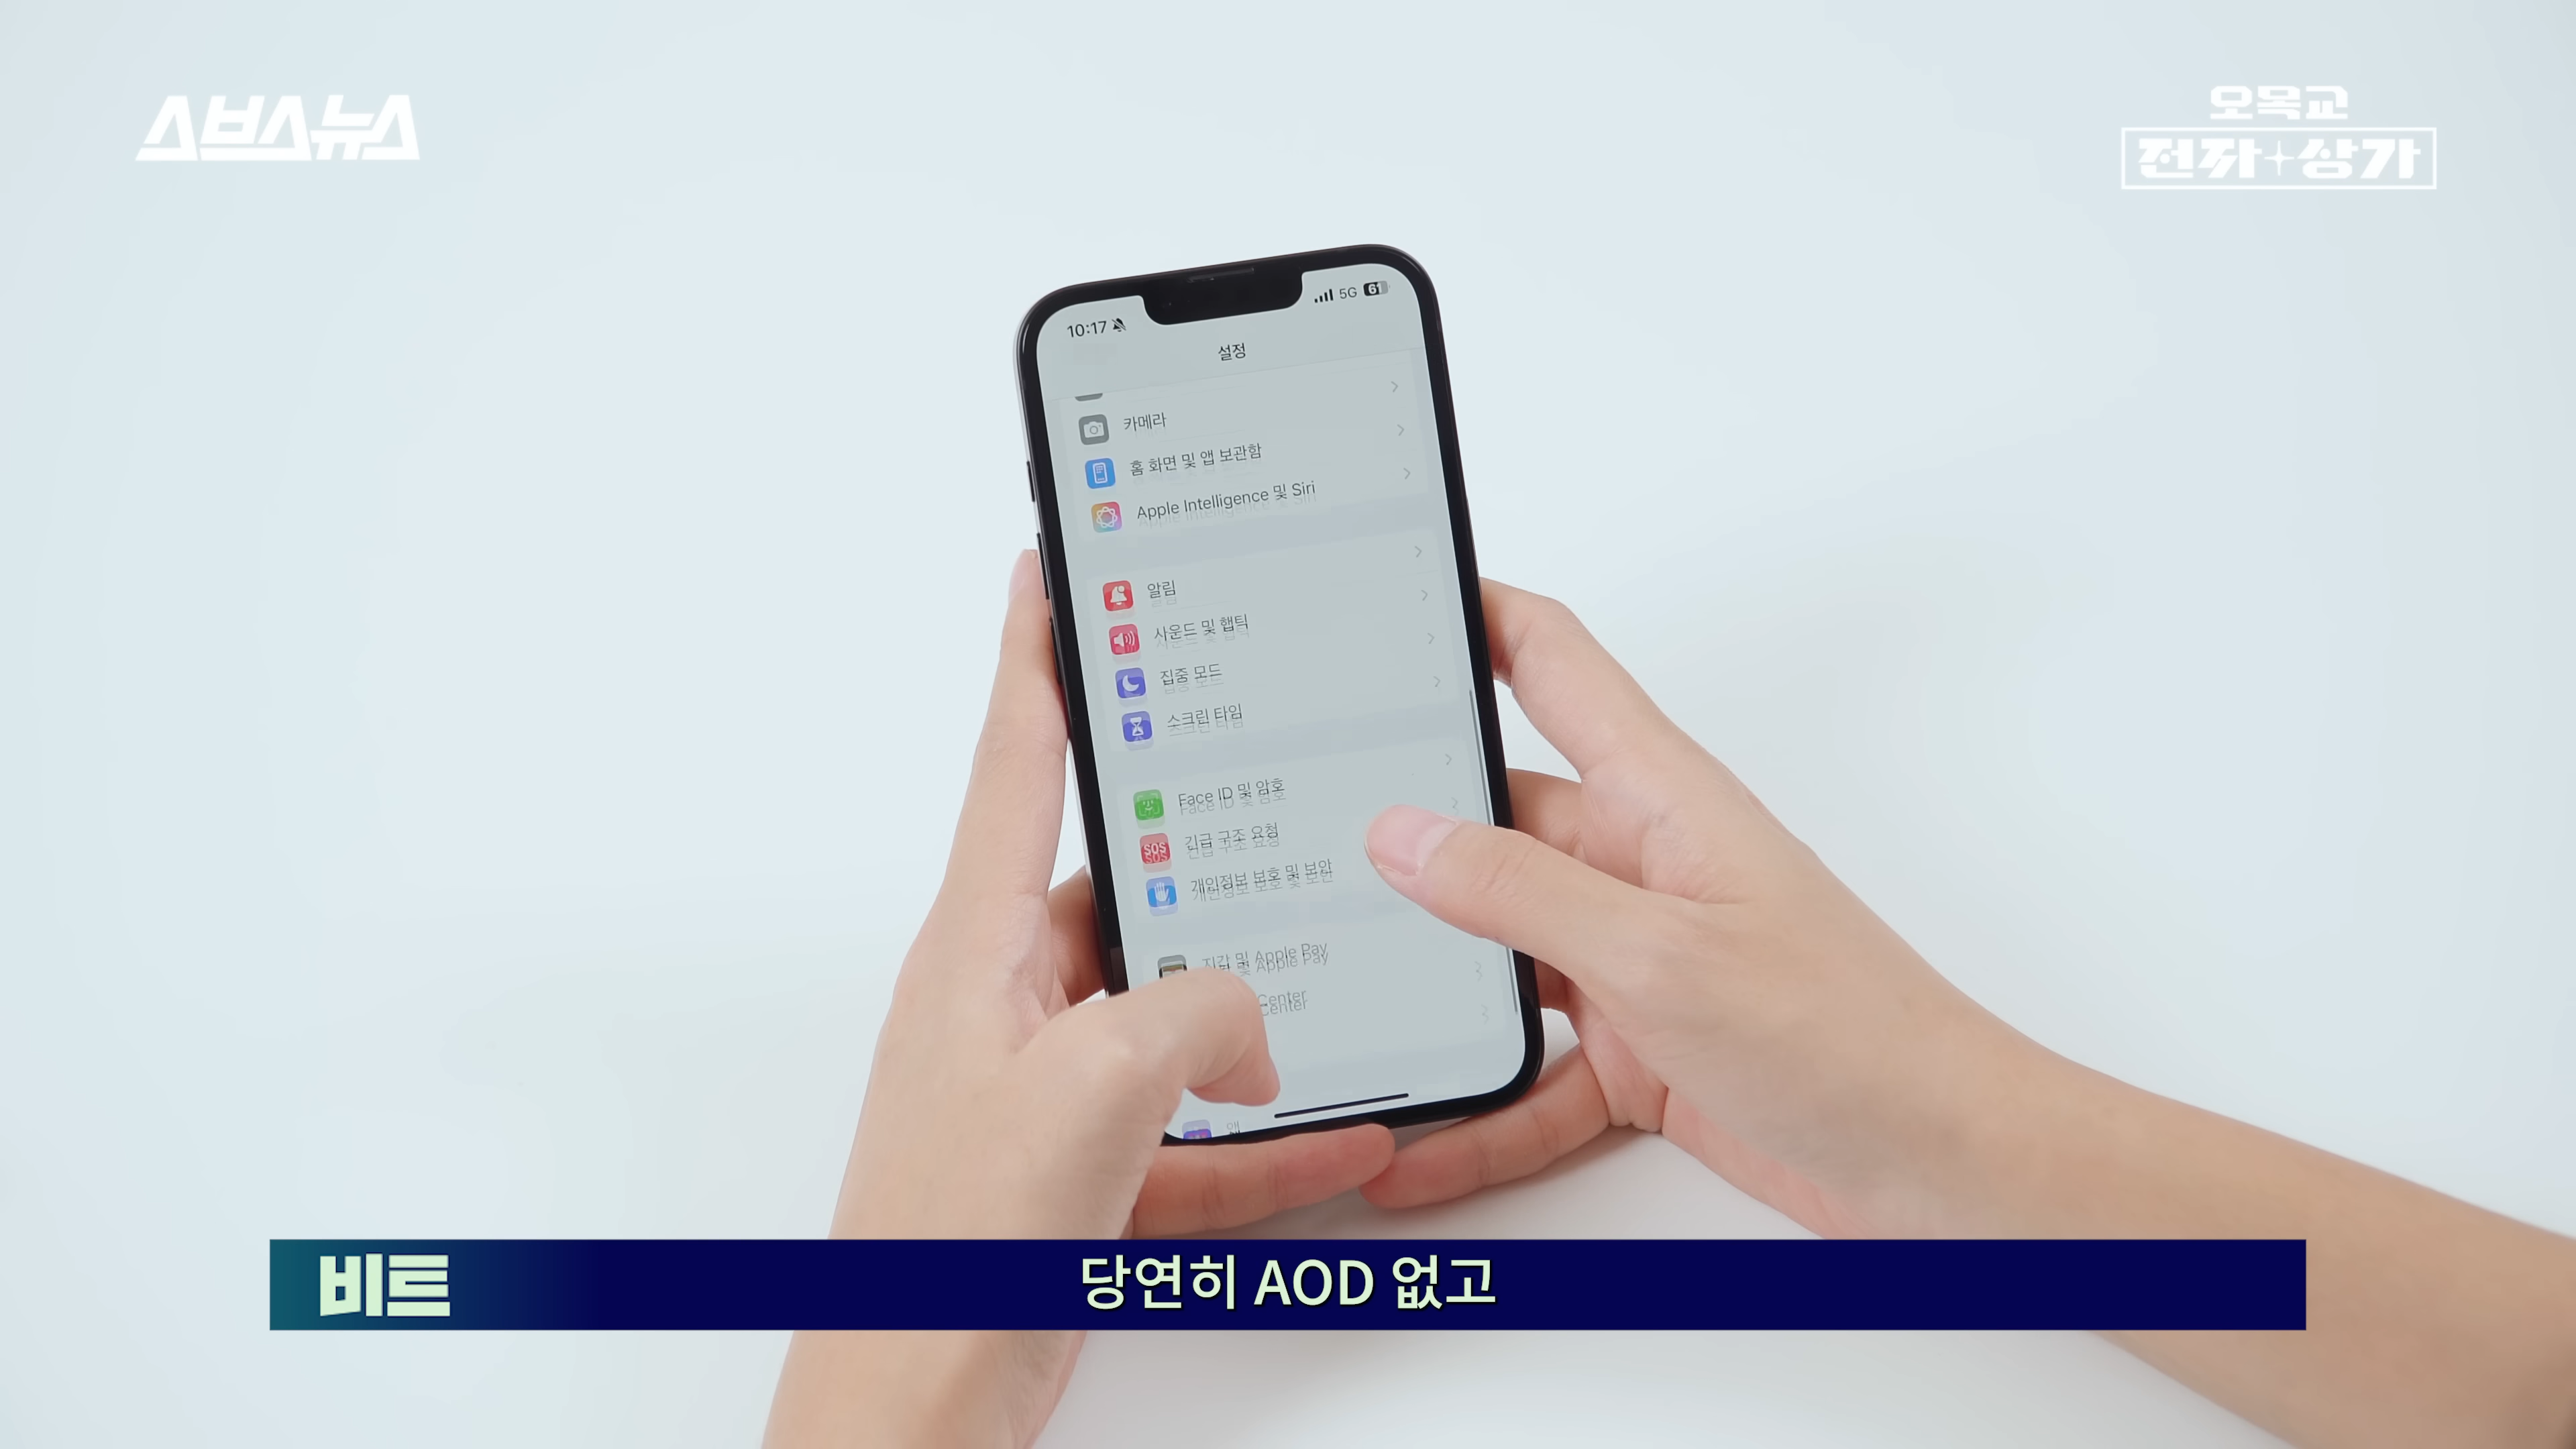 스브스뉴스
오목교
전자상가
10:17
5G 61
설정
카메라
홈 화면 및 앱 보관함
Apple Intelligence 및 Siri
알림
사운드 및 햅틱
집중 모드
스크린 타임
Face ID 및 암호
SOS 긴급 구조 요청
개인정보 보호 및 보안
지갑 및 Apple Pay
Center
앱
비트
당연히 AOD 없고